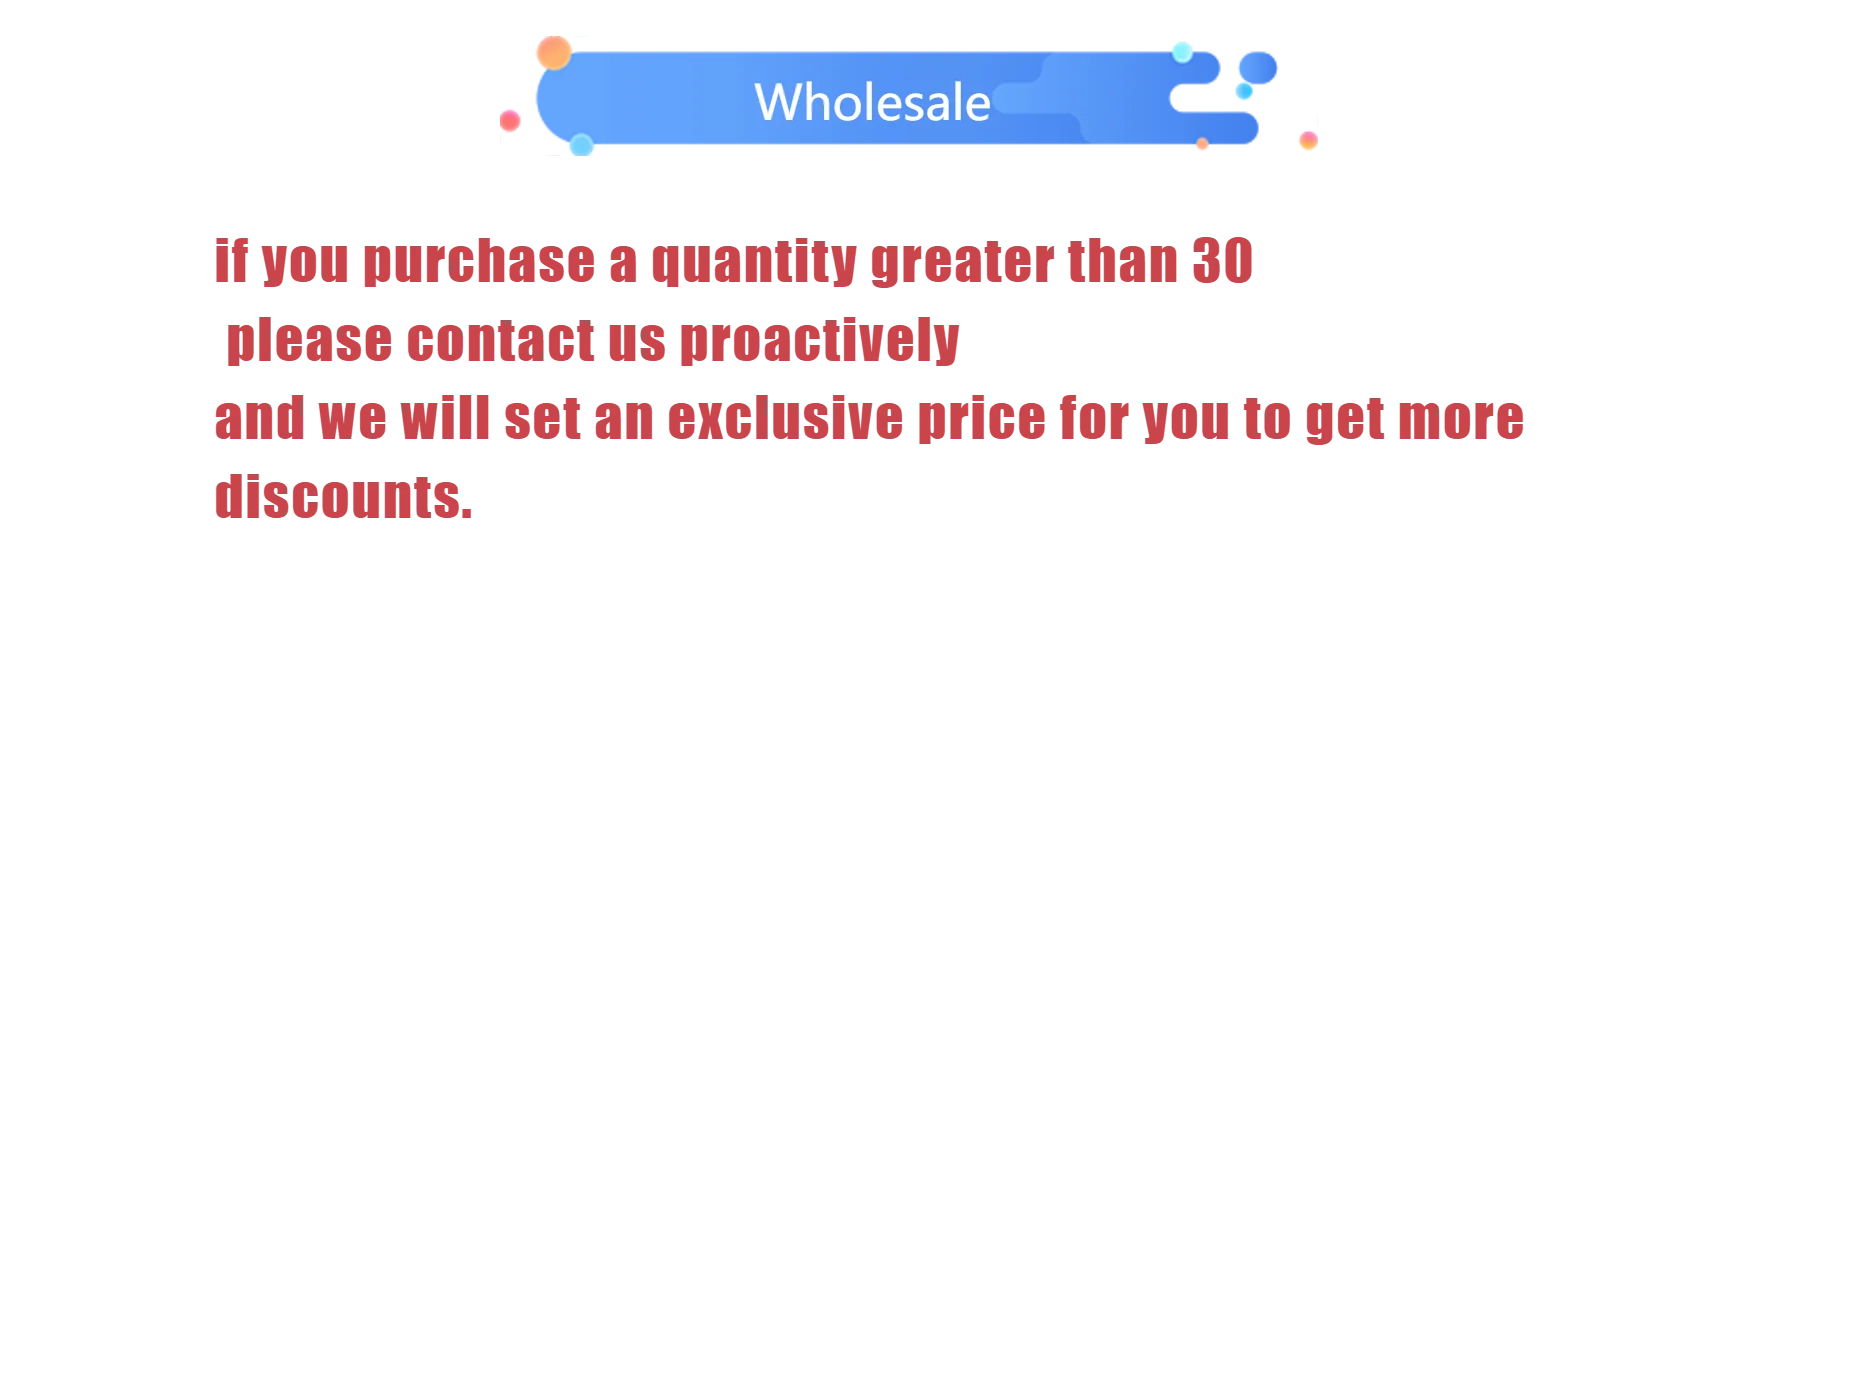 Wholesale
if you purchase a quantity greater than 30
please contact us proactively
and we will set an exclusive price for you to get more
discounts.